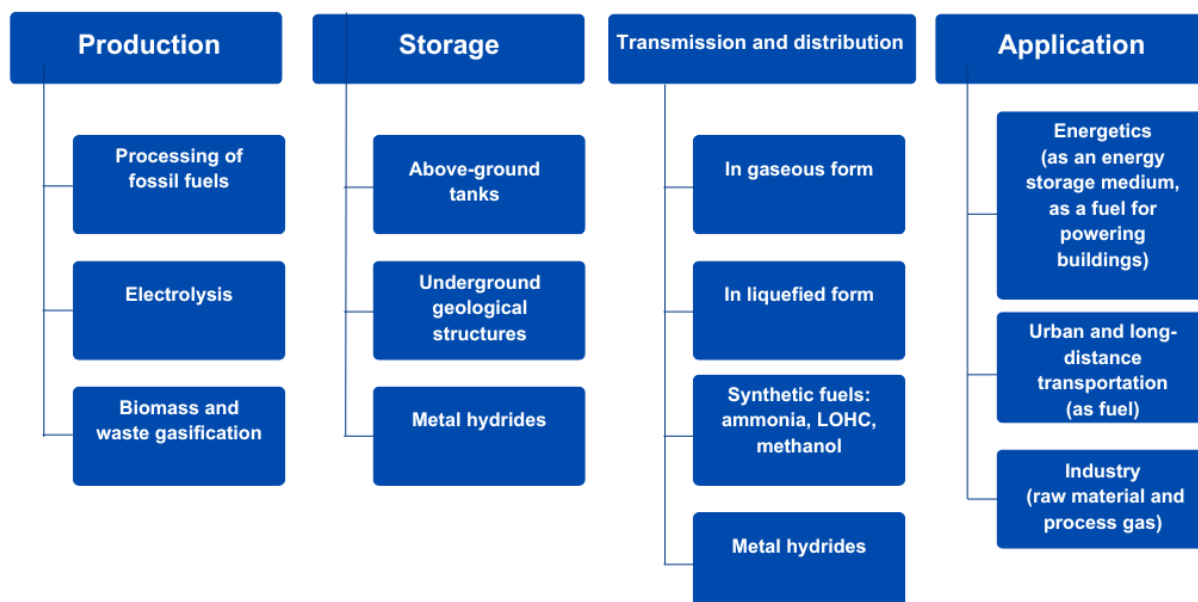 Production
Processing of
fossil fuels
Electrolysis
Biomass and
waste gasification
Storage
Above-ground
tanks
Underground
geological
structures
Metal hydrides
Transmission and distribution
In gaseous form
In liquefied form
Synthetic fuels:
ammonia, LOHC,
methanol
Metal hydrides
Application
Energetics
(as an energy
storage medium,
as a fuel for
powering
buildings)
Urban and long-
distance
transportation
(as fuel)
Industry
(raw material and
process gas)